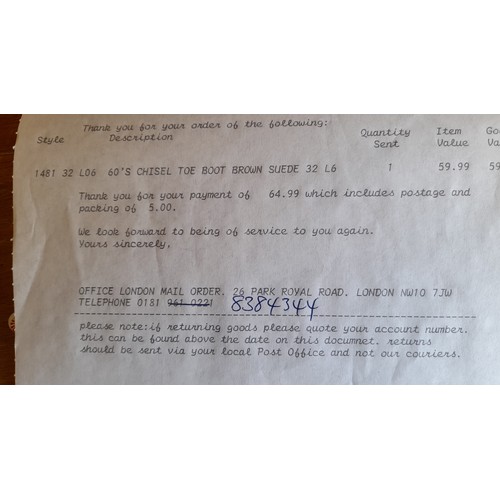 Thank you for your order of the following:
Style Description Quantity Sent Item Value Go Va
1481 32 L06 60'S CHISEL TOE BOOT BROWN SUEDE 32 L6 1 59.99 59
Thank you for your payment of 64.99 which includes postage and
packing of 5.00.
We look forward to being of service to you again.
Yours sincerely,
OFFICE LONDON MAIL ORDER, 26 PARK ROYAL ROAD, LONDON NW10 7JW
TELEPHONE 0181 961 0221 8384344
please note:if returning goods please quote your account number.
this can be found above the date on this documnet. returns
should be sent via your local Post Office and not our couriers.